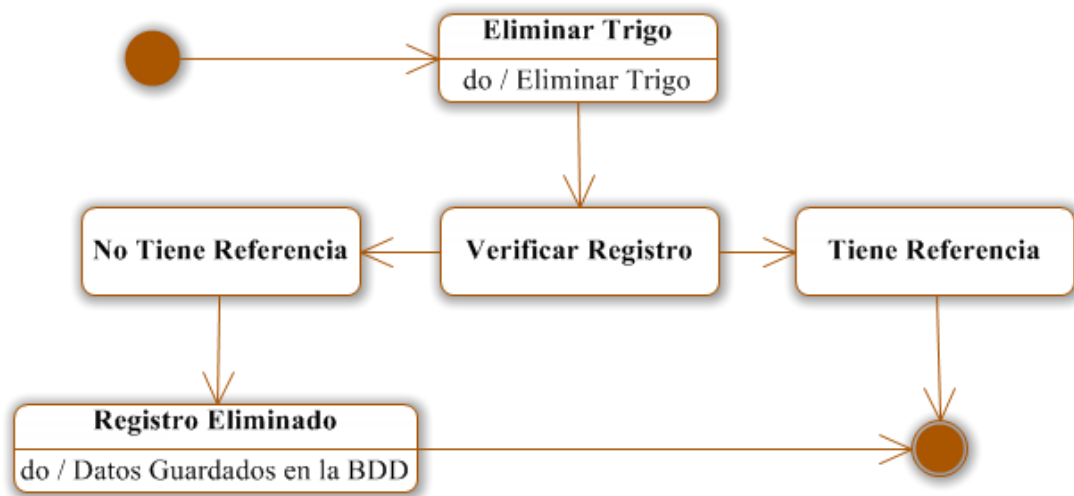 Eliminar Trigo
do / Eliminar Trigo
No Tiene Referencia
Verificar Registro
Tiene Referencia
Registro Eliminado
do / Datos Guardados en la BDD